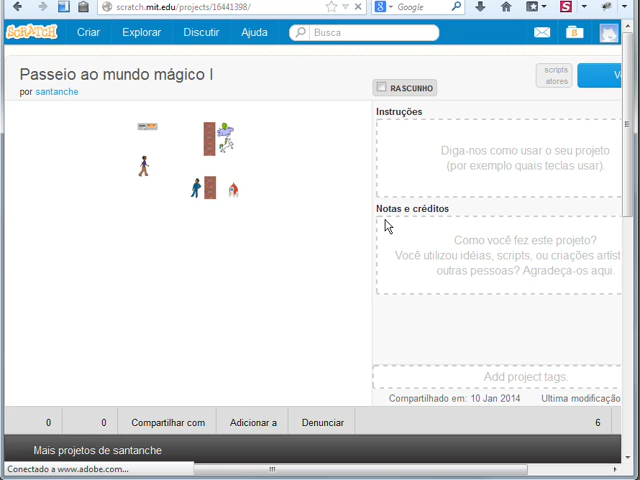 scratch.mit.edu/projects/16441398/
Google
SCRATCH
Criar
Explorar
Discutir
Ajuda
Busca
Passeio ao mundo mágico I
por santanche
RASCUNHO
scripts
atores
Instruções
Diga-nos como usar o seu projeto
(por exemplo quais teclas usar).
Notas e créditos
Como você fez este projeto?
Você utilizou idéias, scripts, ou criações artíst
outras pessoas? Agradeça-os aqui.
Add project tags.
Compartilhado em: 10 Jan 2014
Ultima modificação
0
0
Compartilhar com
Adicionar a
Denunciar
6
Mais projetos de santanche
Conectado a www.adobe.com...